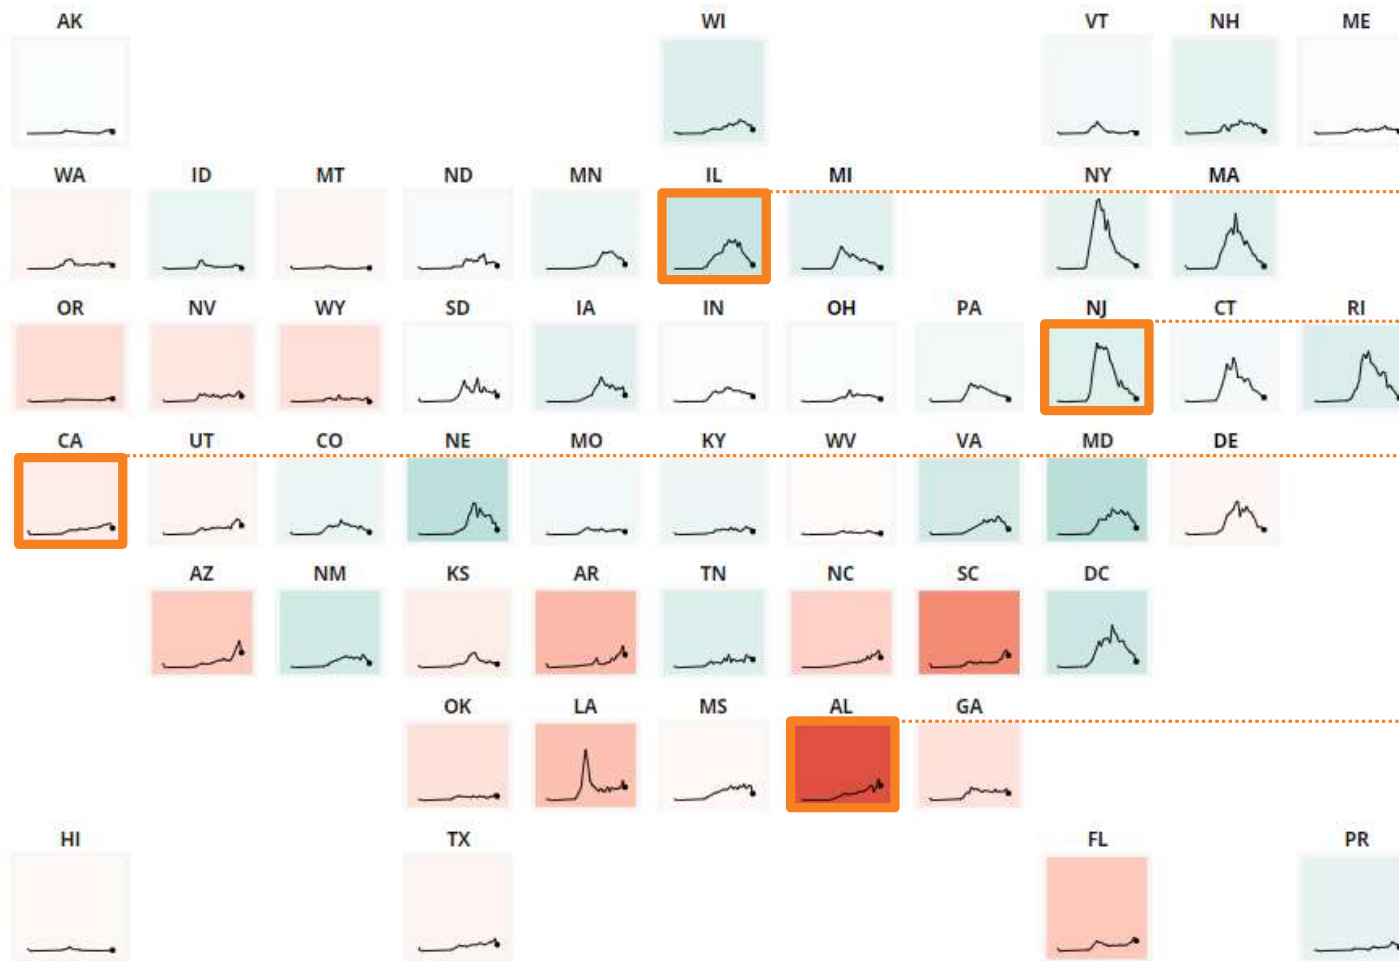 AK WI VT NH ME
WA ID MT ND MN IL MI NY MA
OR NV WY SD IA IN OH PA NJ CT RI
CA UT CO NE MO KY WV VA MD DE
AZ NM KS AR TN NC SC DC
OK LA MS AL GA
HI TX FL PR